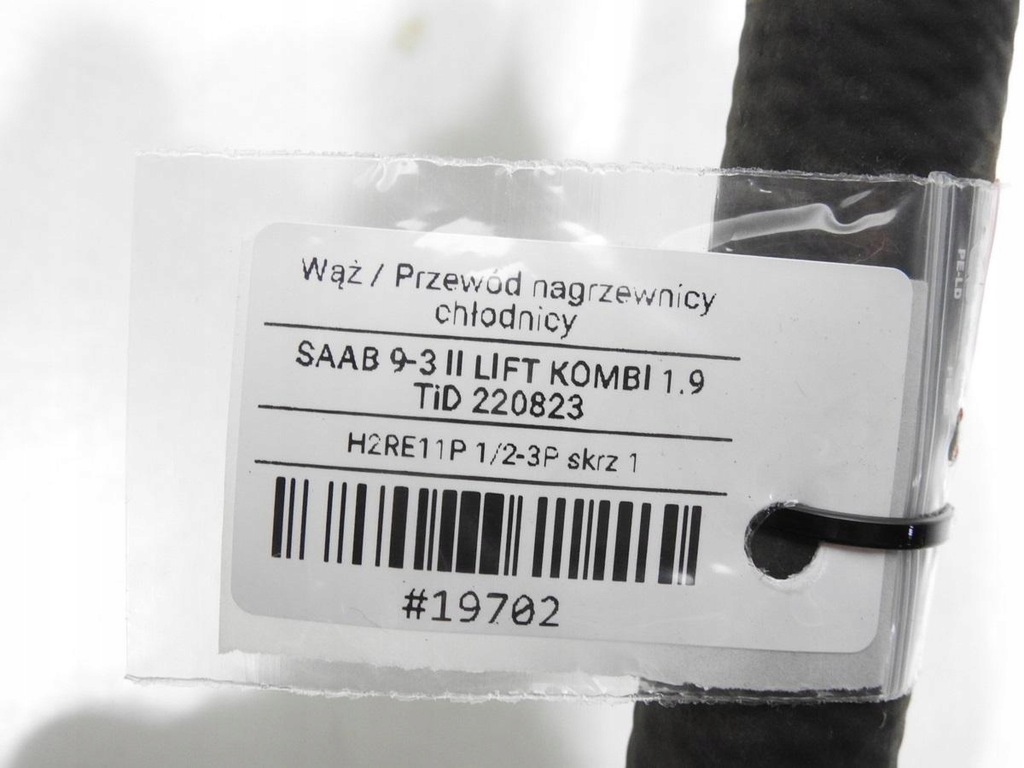 Wąż / Przewód nagrzewnicy
chłodnicy
SAAB 9-3 II LIFT KOMBI 1.9
TiD 220823
H2RE11P 1/2-3P skrz 1
#19702
PE-LD